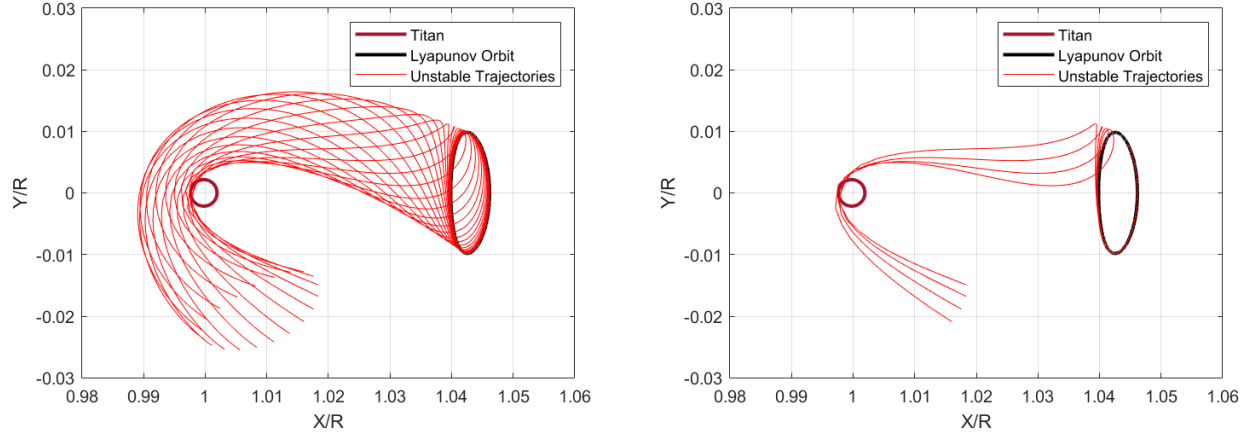 0.03
0.02
0.01
0
-0.01
-0.02
-0.03
Y/R
0.98 0.99 1 1.01 1.02 1.03 1.04 1.05 1.06
X/R
Titan
Lyapunov Orbit
Unstable Trajectories
0.03
0.02
0.01
0
-0.01
-0.02
-0.03
Y/R
0.98 0.99 1 1.01 1.02 1.03 1.04 1.05 1.06
X/R
Titan
Lyapunov Orbit
Unstable Trajectories